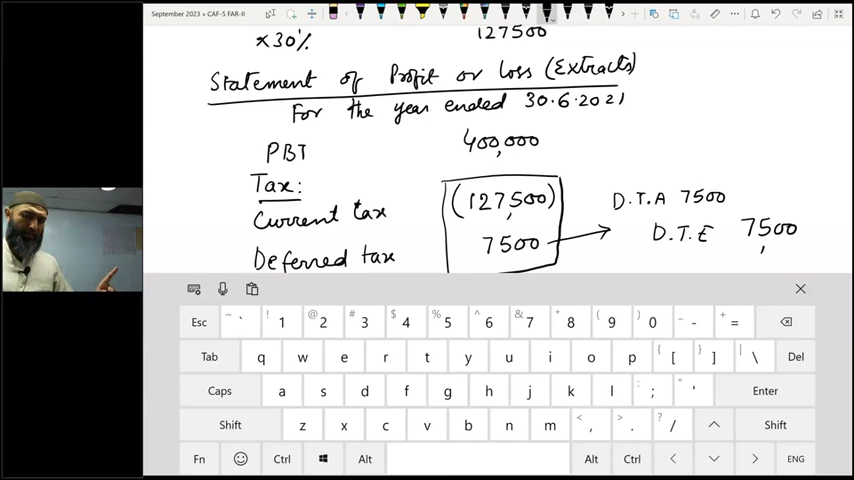 September 2023 » CAF-5 FAR-II
×30% 127500
Statement of Profit or Loss (Extracts)
For the year ended 30.6.2021
PBT 400,000
Tax:
Current tax (127,500) D.T.A 7500
Deferred tax 7500 → D.T.E 7,500
Esc ~ ` ! 1 @ 2 # 3 $ 4 % 5 ^ 6 & 7 * 8 ( 9 ) 0 _ - + =
Tab q w e r t y u i o p { [ } ] | \ Del
Caps a s d f g h j k l : ; " ' Enter
Shift z x c v b n m < , > . ? / Shift
Fn Ctrl Alt Alt Ctrl ENG